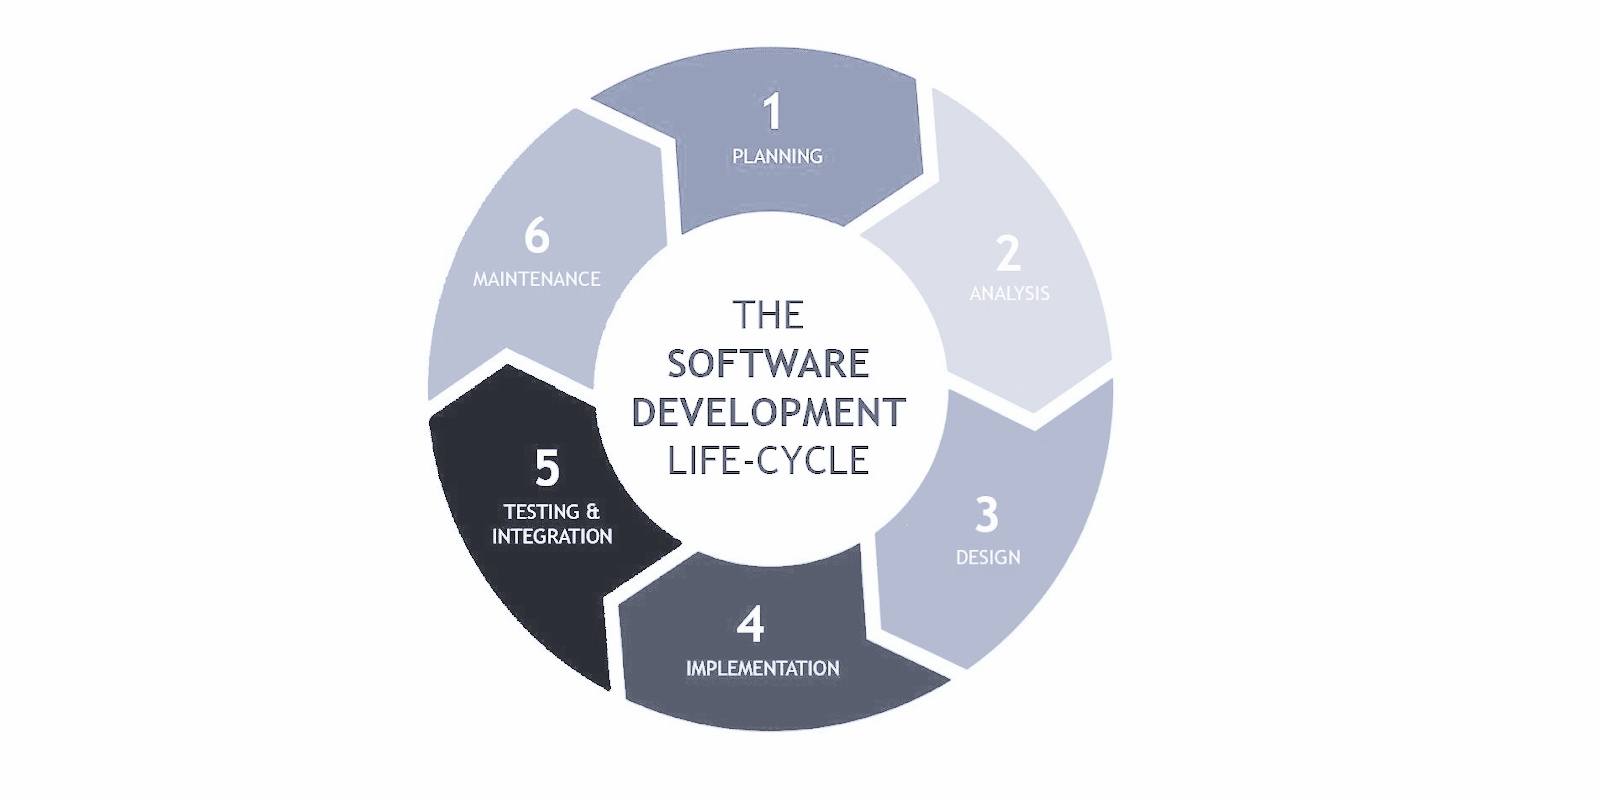 1
PLANNING
2
ANALYSIS
3
DESIGN
4
IMPLEMENTATION
5
TESTING &
INTEGRATION
6
MAINTENANCE
THE
SOFTWARE
DEVELOPMENT
LIFE-CYCLE